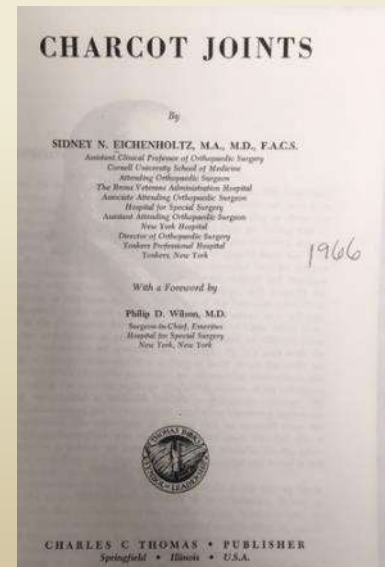 CHARCOT JOINTS
By
SIDNEY N. EICHENHOLTZ, M.A., M.D., F.A.C.S.
Assistant Clinical Professor of Orthopaedic Surgery
Cornell University School of Medicine
Attending Orthopaedic Surgeon
The Bronx Veterans Administration Hospital
Associate Attending Orthopaedic Surgeon
Hospital for Special Surgery
Assistant Attending Orthopaedic Surgeon
New York Hospital
Director of Orthopaedic Surgery
Yonkers Professional Hospital
Yonkers, New York
1966
With a Foreword by
Philip D. Wilson, M.D.
Surgeon-in-Chief, Emeritus
Hospital for Special Surgery
New York, New York
CHARLES C THOMAS • PUBLISHER
Springfield • Illinois • U.S.A.